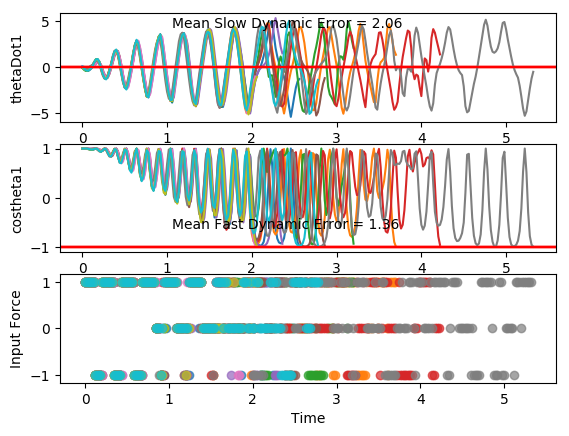 Mean Slow Dynamic Error = 2.06
thetaDot1
5
0
−5
0 1 2 3 4 5
costheta1
1
0
−1
Mean Fast Dynamic Error = 1.36
0 1 2 3 4 5
Input Force
1
0
−1
0 1 2 3 4 5
Time